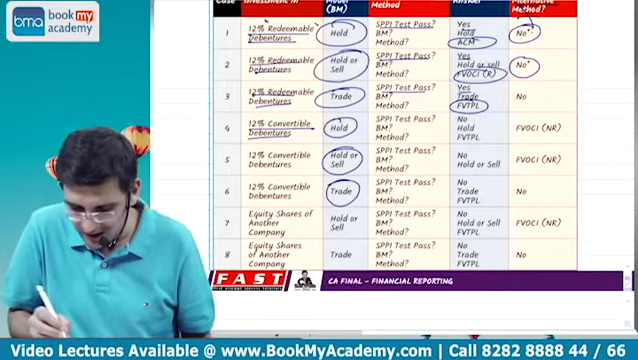 bma
book my
academy
Case
Investment In
Model
(BM)
Method
Answer
Alternative
Method?
1
12% Redeemable
Debentures
Hold
SPPI Test Pass?
BM?
Method?
Yes
Hold
ACM
No
2
12% Redeemable
Debentures
Hold or
Sell
SPPI Test Pass?
BM?
Method?
Yes
Hold or sell
FVOCI (R)
No
3
12% Redeemable
Debentures
Trade
SPPI Test Pass?
BM?
Method?
Yes
Trade
FVTPL
No
4
12% Convertible
Debentures
Hold
SPPI Test Pass?
BM?
Method?
No
Hold
FVTPL
FVOCI (NR)
5
12% Convertible
Debentures
Hold or
Sell
SPPI Test Pass?
BM?
Method?
No
Hold or Sell
FVOCI (NR)
6
12% Convertible
Debentures
Trade
SPPI Test Pass?
BM?
Method?
No
Trade
FVTPL
No
7
Equity Shares of
Another
Company
Hold or
Sell
SPPI Test Pass?
BM?
Method?
No
Hold or Sell
FVTPL
FVOCI (NR)
8
Equity Shares
of Another
Company
Trade
SPPI Test Pass?
BM?
Method?
No
Trade
FVTPL
No
FAST
CA FINAL - FINANCIAL REPORTING
Video Lectures Available @ www.BookMyAcademy.com | Call 8282 8888 44 / 66